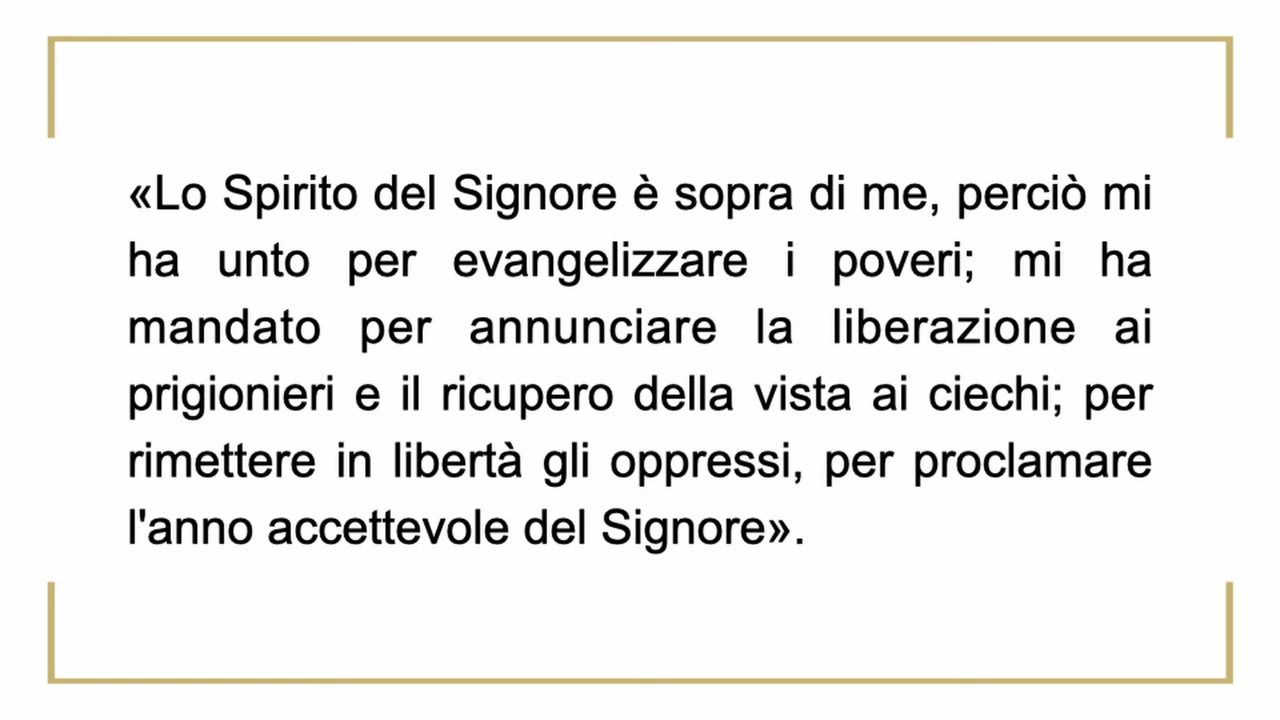 «Lo Spirito del Signore è sopra di me, perciò mi
ha unto per evangelizzare i poveri; mi ha
mandato per annunciare la liberazione ai
prigionieri e il ricupero della vista ai ciechi; per
rimettere in libertà gli oppressi, per proclamare
l'anno accettevole del Signore».